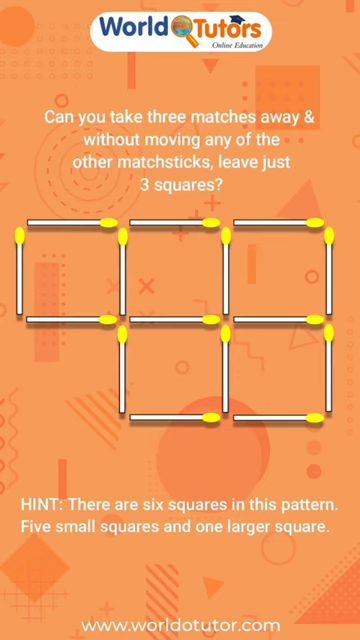 World Tutors
Online Education
Can you take three matches away &
without moving any of the
other matchsticks, leave just
3 squares?
HINT: There are six squares in this pattern.
Five small squares and one larger square.
www.worldotutor.com